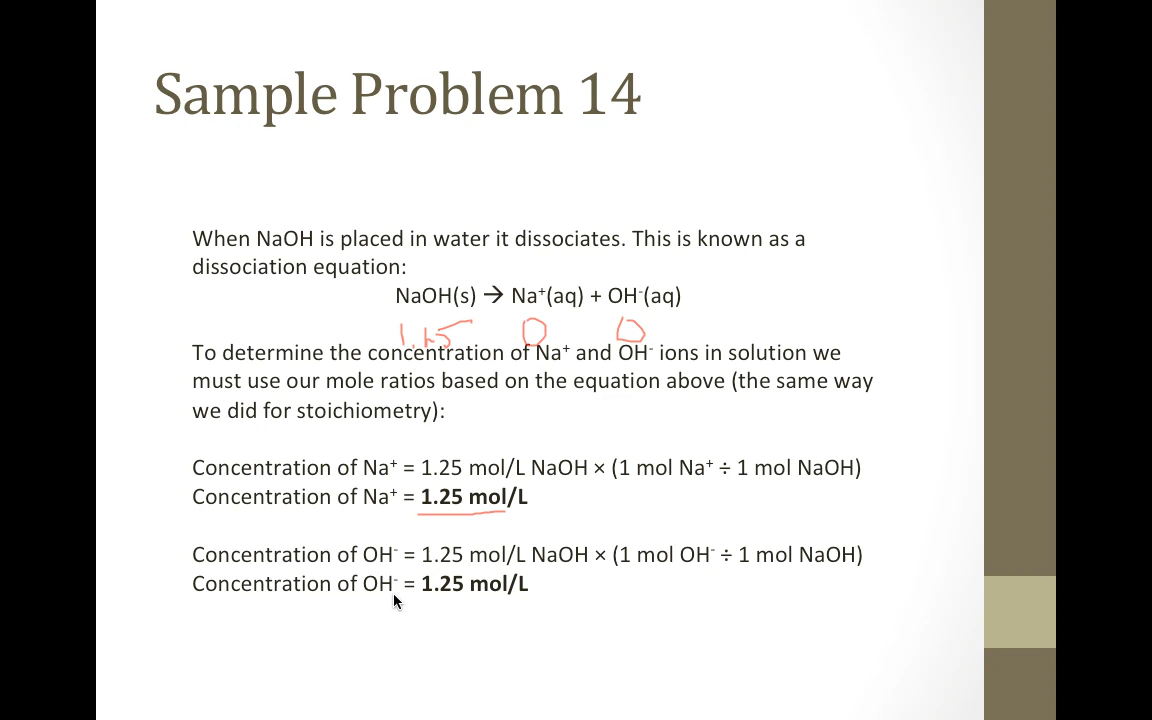 Sample Problem 14
When NaOH is placed in water it dissociates. This is known as a
dissociation equation:
NaOH(s) → Na⁺(aq) + OH⁻(aq)
1.25 0 0
To determine the concentration of Na⁺ and OH⁻ ions in solution we
must use our mole ratios based on the equation above (the same way
we did for stoichiometry):
Concentration of Na⁺ = 1.25 mol/L NaOH × (1 mol Na⁺ ÷ 1 mol NaOH)
Concentration of Na⁺ = 1.25 mol/L
Concentration of OH⁻ = 1.25 mol/L NaOH × (1 mol OH⁻ ÷ 1 mol NaOH)
Concentration of OH⁻ = 1.25 mol/L